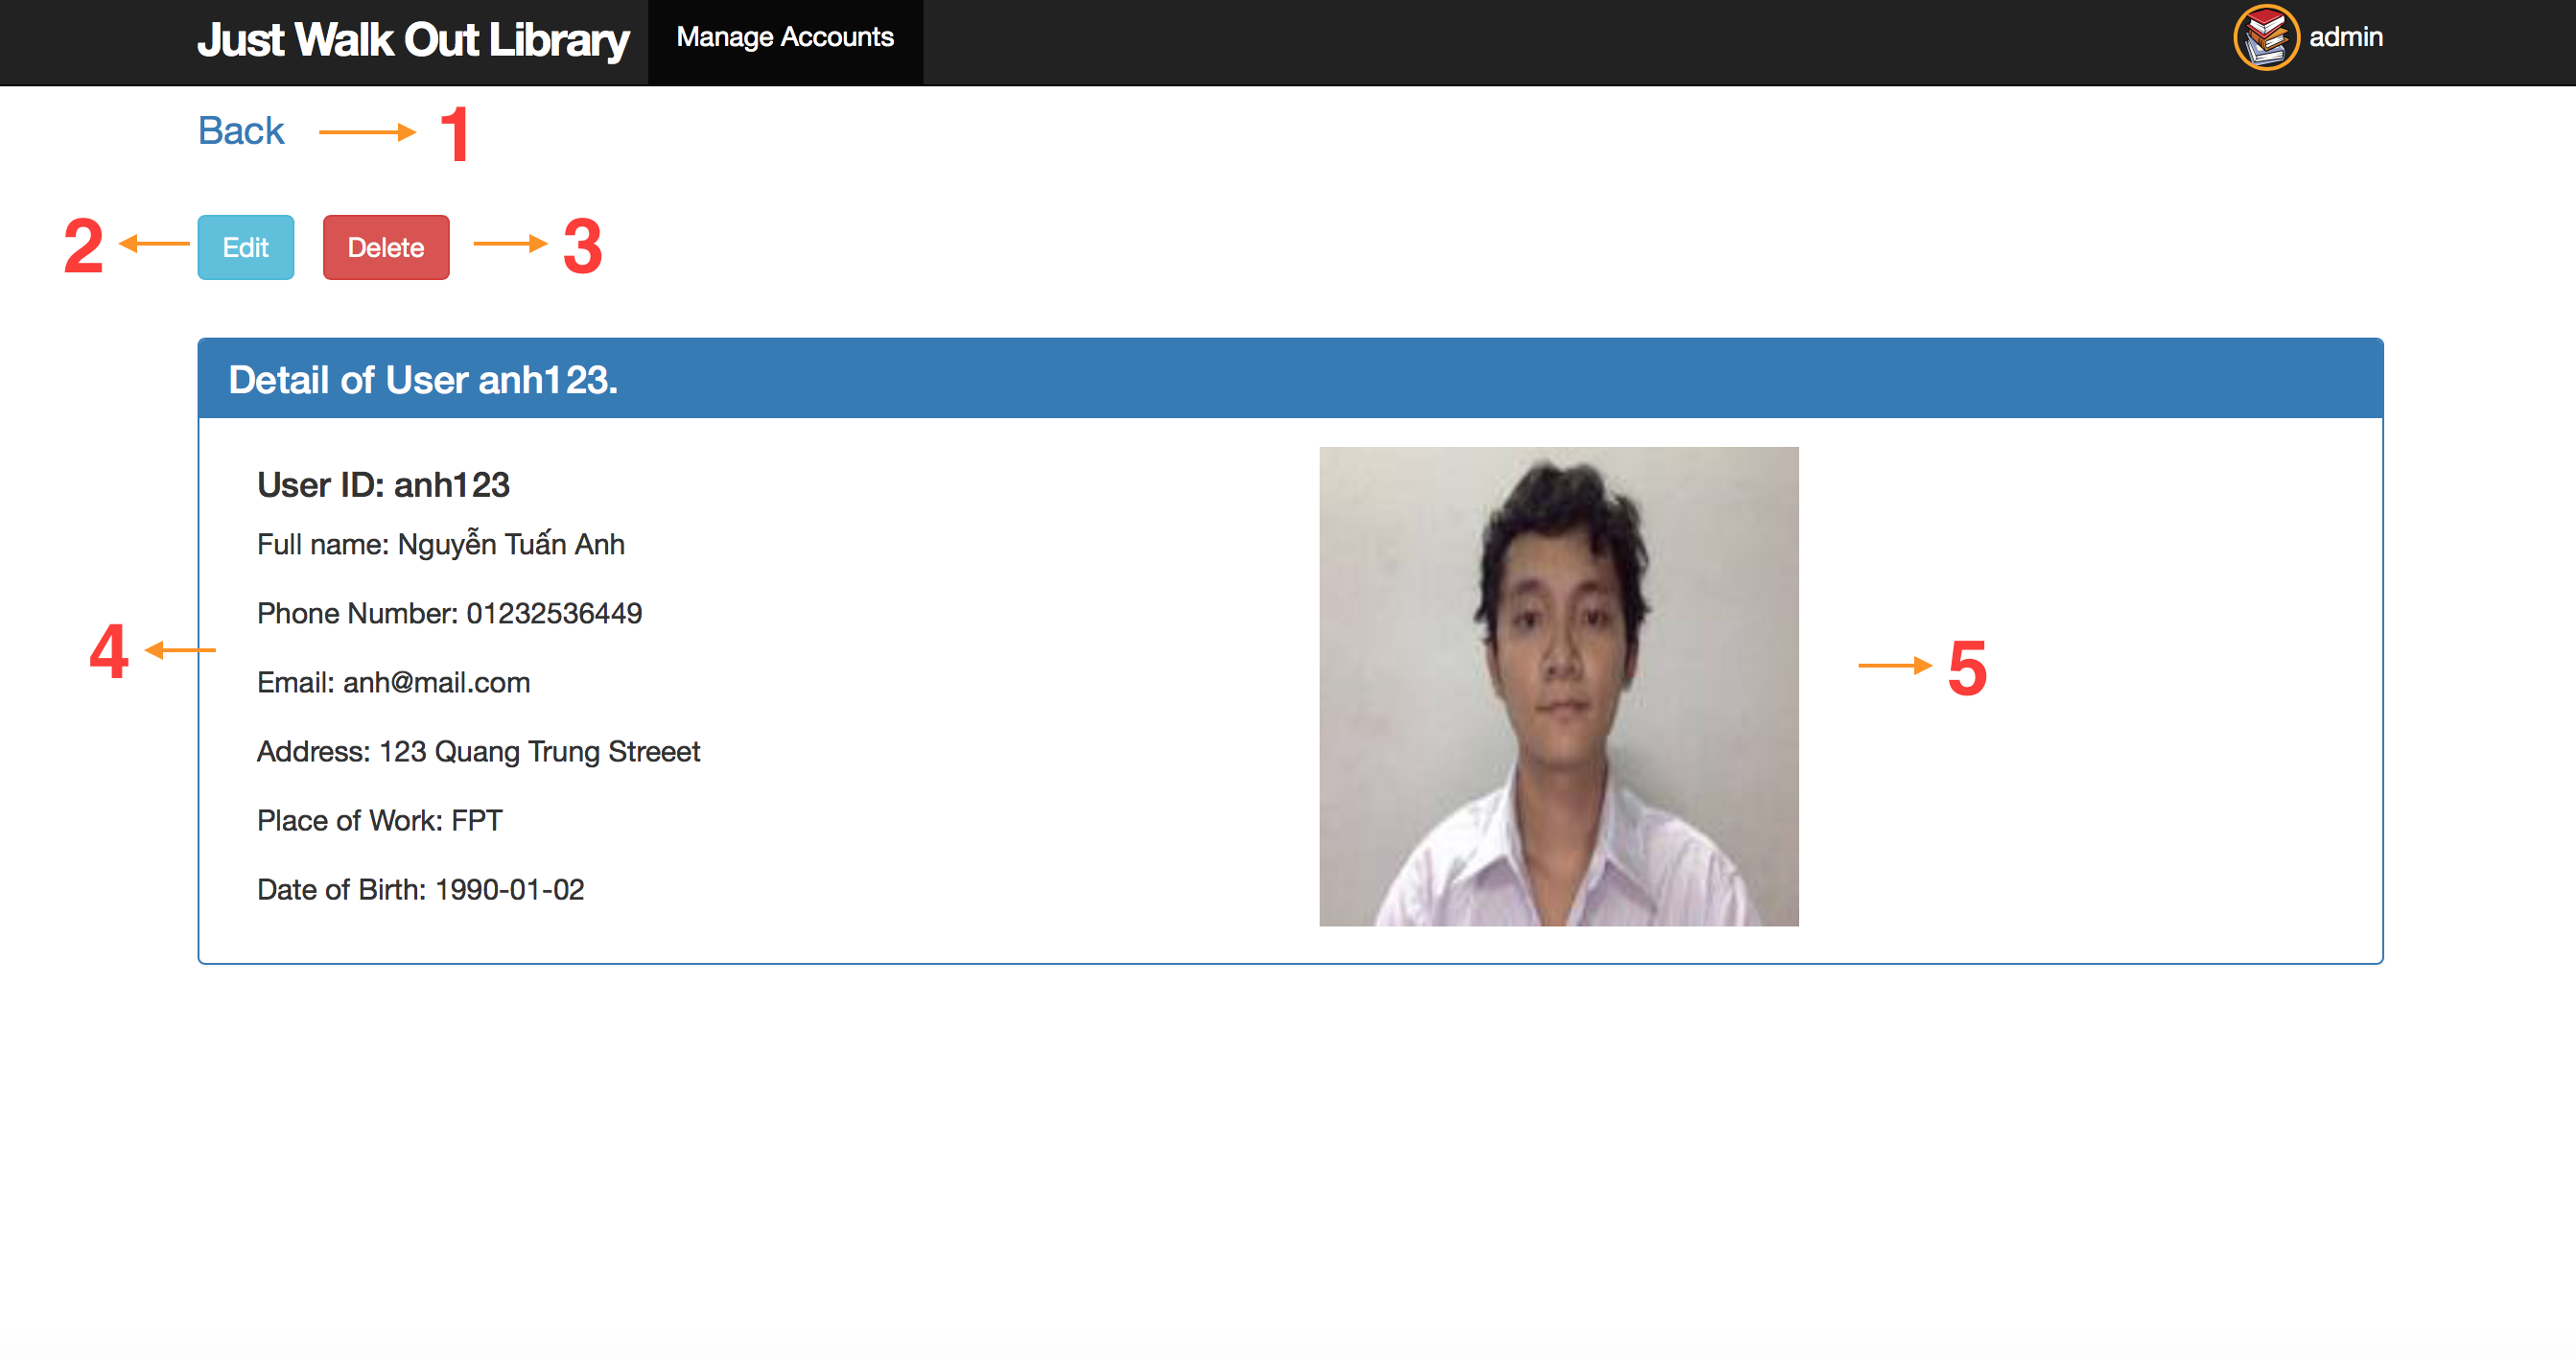 Just Walk Out Library Manage Accounts admin
Back 1
2 Edit Delete 3
Detail of User anh123.
User ID: anh123
Full name: Nguyễn Tuấn Anh
Phone Number: 01232536449
4
5
Email: anh@mail.com
Address: 123 Quang Trung Streeet
Place of Work: FPT
Date of Birth: 1990-01-02